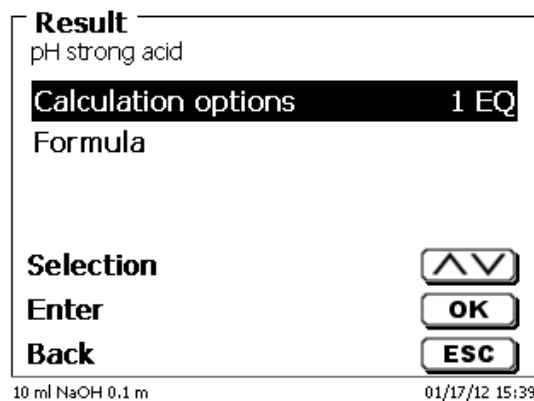 Result
pH strong acid
Calculation options 1 EQ
Formula
Selection
Enter OK
Back ESC
10 ml NaOH 0.1 m 01/17/12 15:39